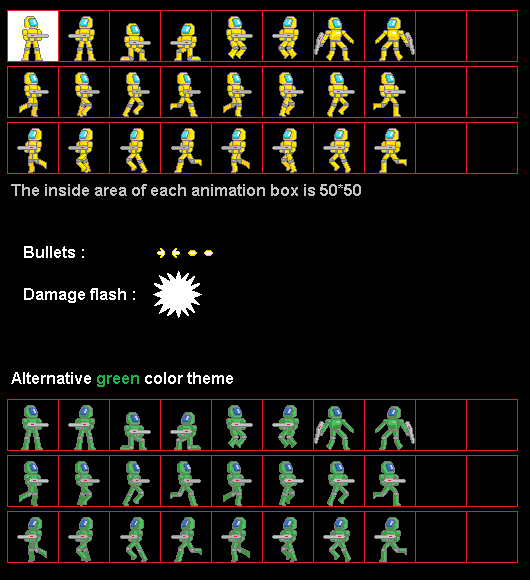 The inside area of each animation box is 50*50
Bullets :
Damage flash :
Alternative green color theme